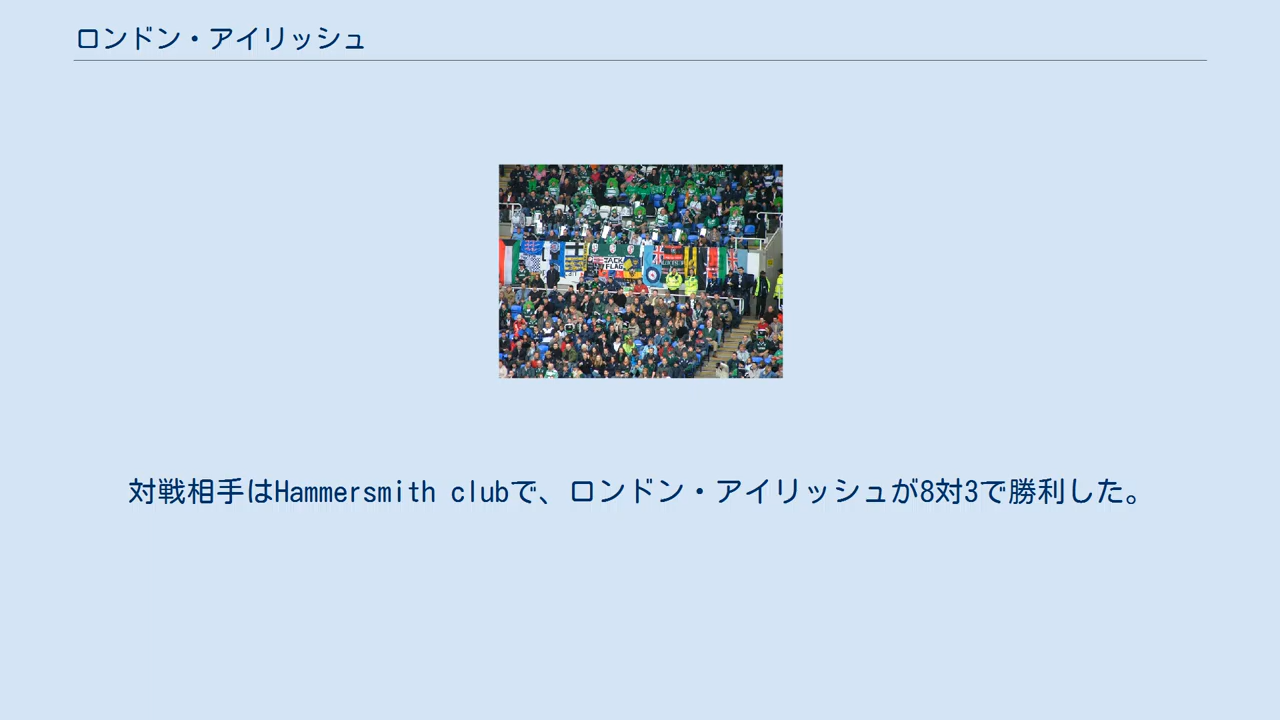 ロンドン・アイリッシュ
JACK
FLAG
対戦相手はHammersmith clubで、ロンドン・アイリッシュが8対3で勝利した。